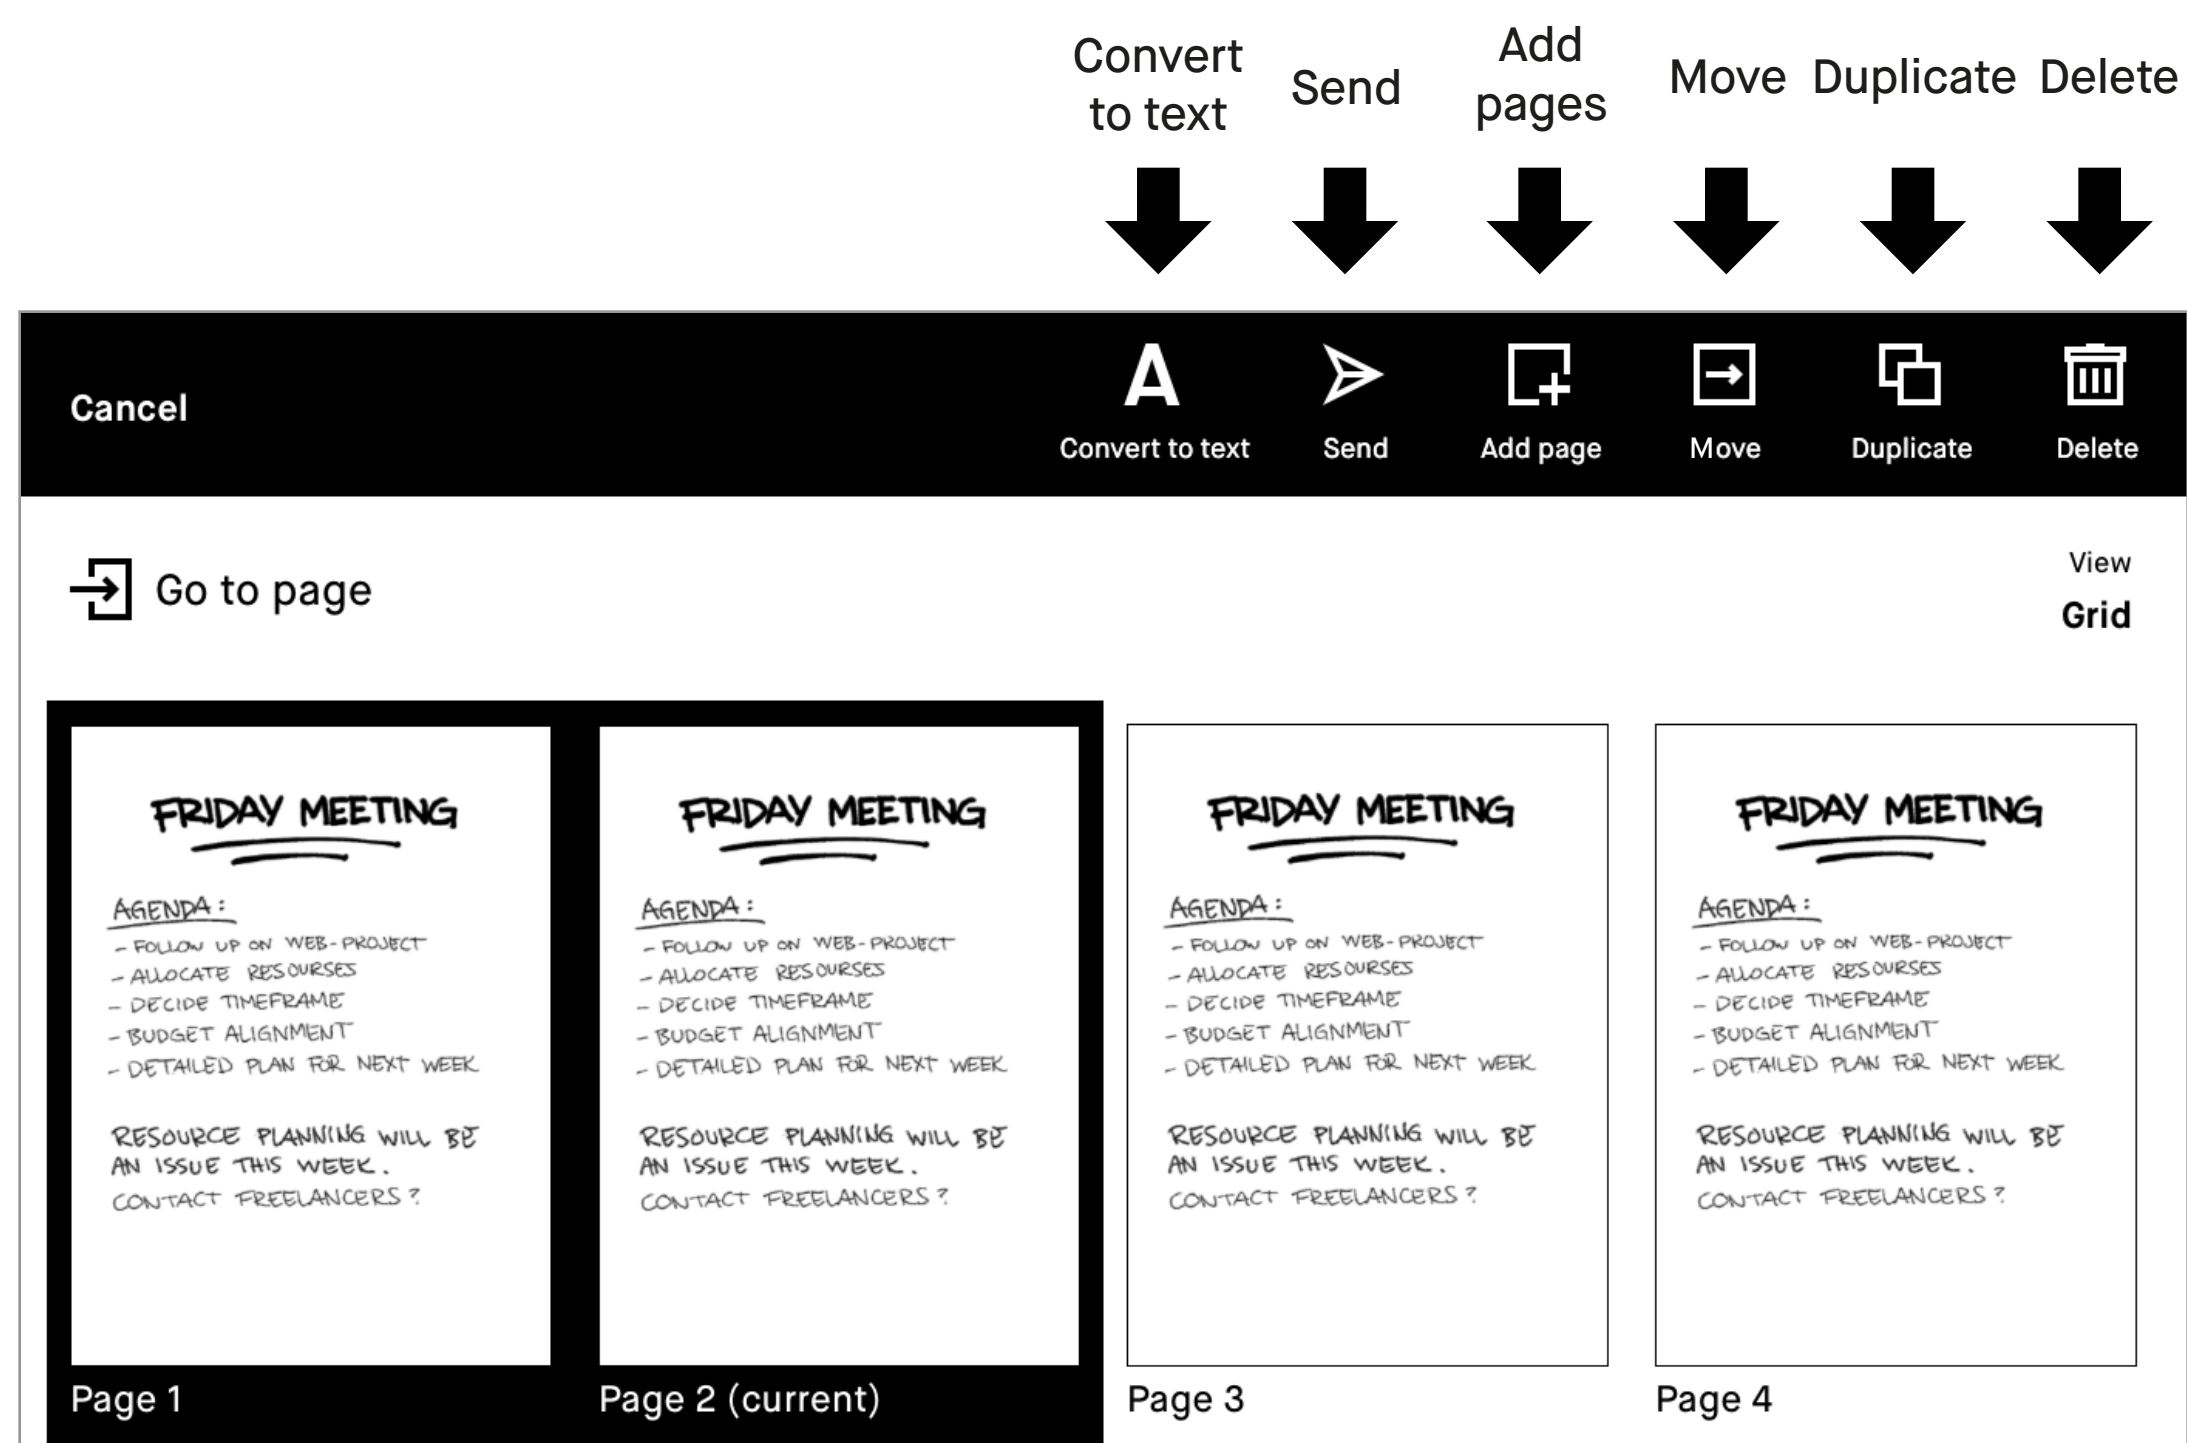 Convert
to text
Send
Add
pages
Move
Duplicate
Delete
Cancel
Convert to text
Send
Add page
Move
Duplicate
Delete
Go to page
View
Grid
FRIDAY MEETING
AGENDA:
- FOLLOW UP ON WEB-PROJECT
- ALLOCATE RESOURSES
- DECIDE TIMEFRAME
- BUDGET ALIGNMENT
- DETAILED PLAN FOR NEXT WEEK
RESOURCE PLANNING WILL BE
AN ISSUE THIS WEEK.
CONTACT FREELANCERS?
Page 1
FRIDAY MEETING
AGENDA:
- FOLLOW UP ON WEB-PROJECT
- ALLOCATE RESOURSES
- DECIDE TIMEFRAME
- BUDGET ALIGNMENT
- DETAILED PLAN FOR NEXT WEEK
RESOURCE PLANNING WILL BE
AN ISSUE THIS WEEK.
CONTACT FREELANCERS?
Page 2 (current)
FRIDAY MEETING
AGENDA:
- FOLLOW UP ON WEB-PROJECT
- ALLOCATE RESOURSES
- DECIDE TIMEFRAME
- BUDGET ALIGNMENT
- DETAILED PLAN FOR NEXT WEEK
RESOURCE PLANNING WILL BE
AN ISSUE THIS WEEK.
CONTACT FREELANCERS?
Page 3
FRIDAY MEETING
AGENDA:
- FOLLOW UP ON WEB-PROJECT
- ALLOCATE RESOURSES
- DECIDE TIMEFRAME
- BUDGET ALIGNMENT
- DETAILED PLAN FOR NEXT WEEK
RESOURCE PLANNING WILL BE
AN ISSUE THIS WEEK.
CONTACT FREELANCERS?
Page 4